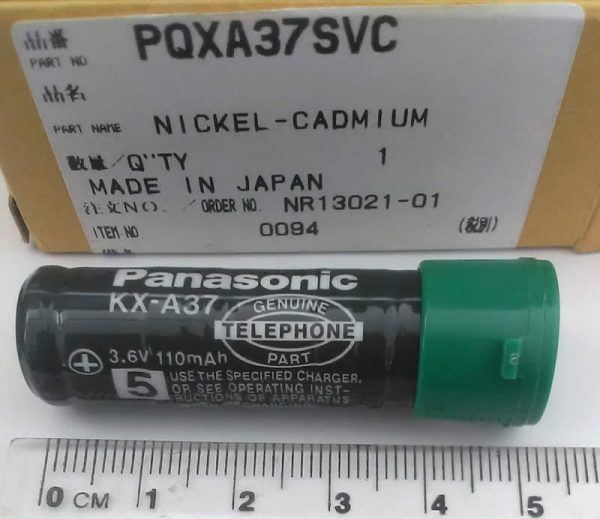 品番
PART NO
PQXA37SVC
品名
PART NAME
NICKEL-CADMIUM
数量/Q''TY 1
MADE IN JAPAN
注文NO. /ORDER NO. NR13021-01
ITEM NO 0094 (税別)
Panasonic
KX-A37
GENUINE
TELEPHONE
PART
+ 3.6V 110mAh
5
USE THE SPECIFIED CHARGER,
OR SEE OPERATING INST-
RUCTIONS OF APPARATUS
0 CM 1 2 3 4 5